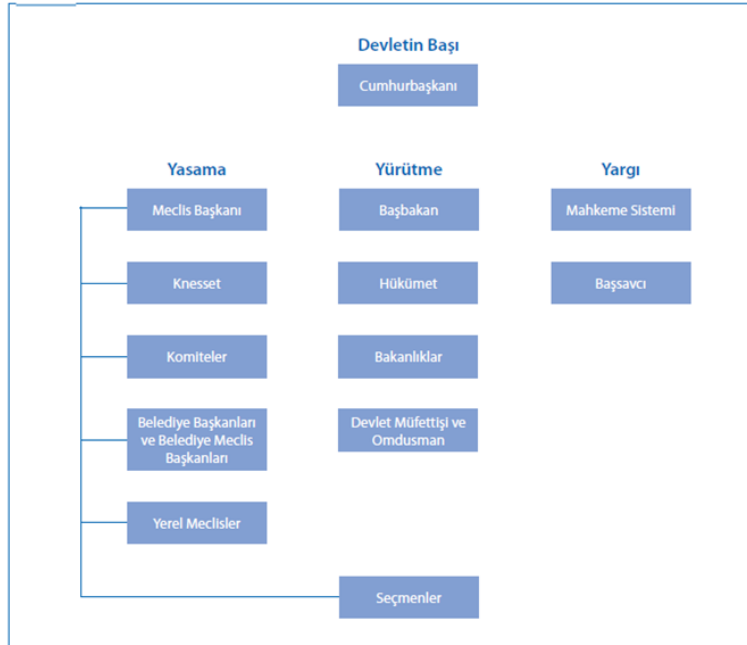 Devletin Başı
Cumhurbaşkanı
Yasama
Yürütme
Yargı
Meclis Başkanı
Başbakan
Mahkeme Sistemi
Knesset
Hükümet
Başsavcı
Komiteler
Bakanlıklar
Belediye Başkanları
ve Belediye Meclis
Başkanları
Devlet Müfettişi ve
Omdusman
Yerel Meclisler
Seçmenler